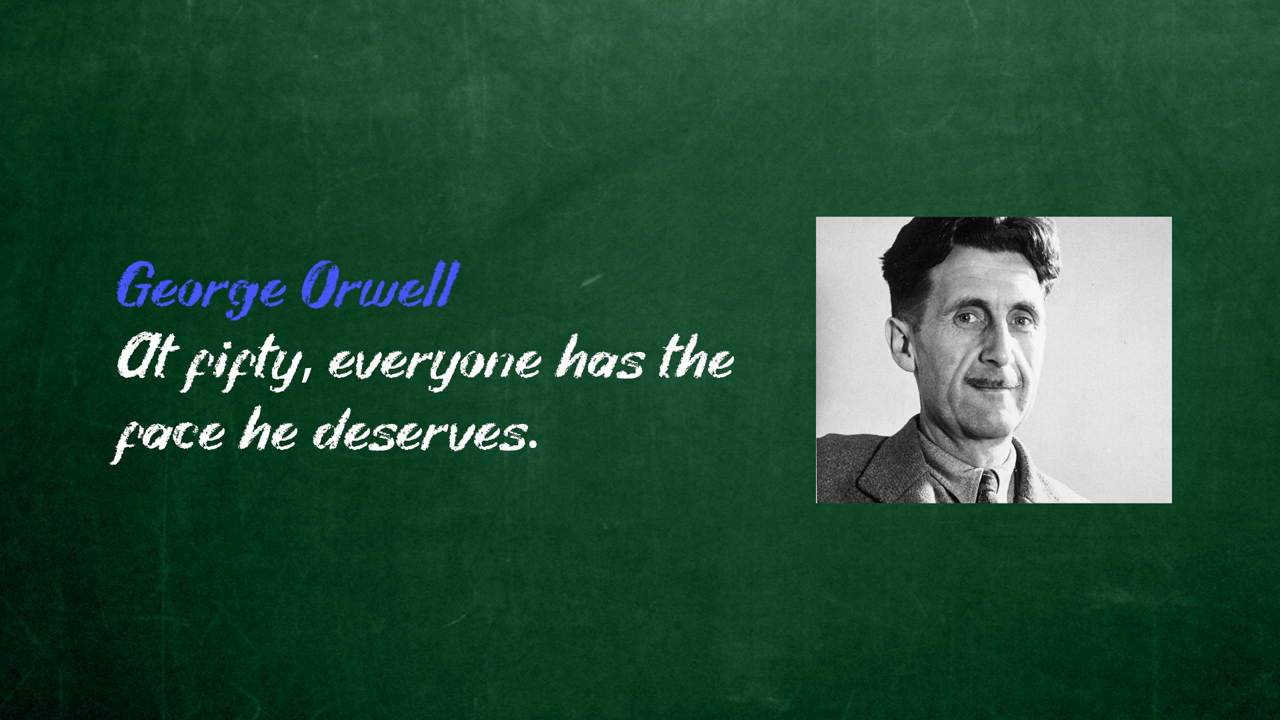 George Orwell
At fifty, everyone has the
face he deserves.